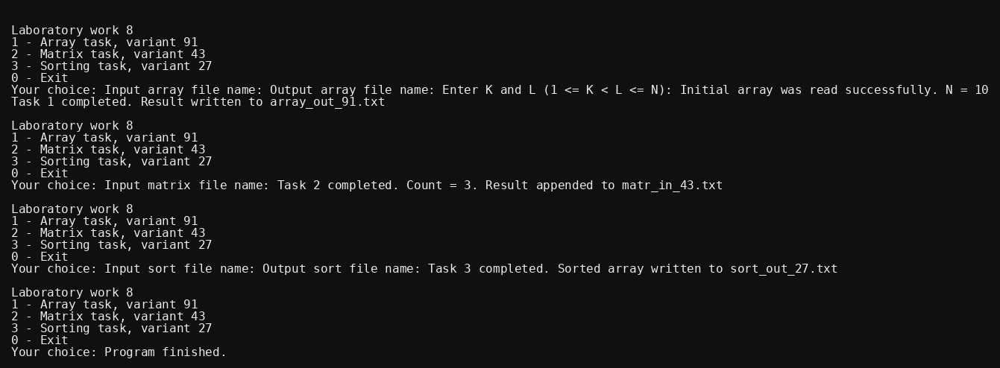 Laboratory work 8
1 - Array task, variant 91
2 - Matrix task, variant 43
3 - Sorting task, variant 27
0 - Exit
Your choice: Input array file name: Output array file name: Enter K and L (1 <= K < L <= N): Initial array was read successfully. N = 10
Task 1 completed. Result written to array_out_91.txt
Laboratory work 8
1 - Array task, variant 91
2 - Matrix task, variant 43
3 - Sorting task, variant 27
0 - Exit
Your choice: Input matrix file name: Task 2 completed. Count = 3. Result appended to matr_in_43.txt
Laboratory work 8
1 - Array task, variant 91
2 - Matrix task, variant 43
3 - Sorting task, variant 27
0 - Exit
Your choice: Input sort file name: Output sort file name: Task 3 completed. Sorted array written to sort_out_27.txt
Laboratory work 8
1 - Array task, variant 91
2 - Matrix task, variant 43
3 - Sorting task, variant 27
0 - Exit
Your choice: Program finished.